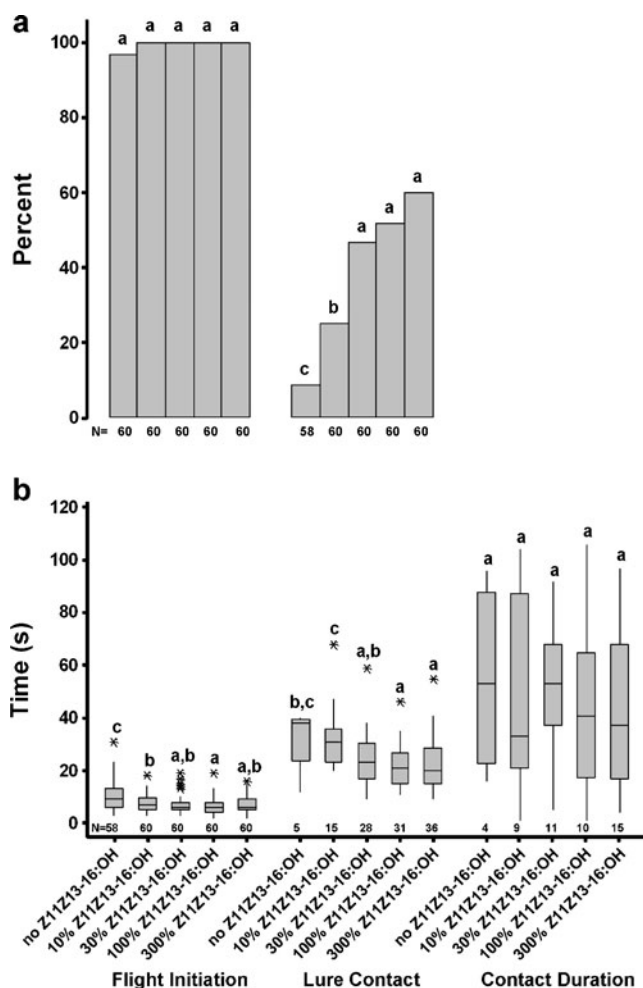 a
a a a a a
100
80
60
40
20
0
Percent
c b a a a
N= 60 60 60 60 60
58 60 60 60 60
b
120
100
80
60
40
20
0
Time (s)
c b a,b a a,b
b,c c a,b a a
a a a a a
N=58 60 60 60 60
5 15 28 31 36
4 9 11 10 15
no Z11Z13-16:OH
10% Z11Z13-16:OH
30% Z11Z13-16:OH
100% Z11Z13-16:OH
300% Z11Z13-16:OH
no Z11Z13-16:OH
10% Z11Z13-16:OH
30% Z11Z13-16:OH
100% Z11Z13-16:OH
300% Z11Z13-16:OH
no Z11Z13-16:OH
10% Z11Z13-16:OH
30% Z11Z13-16:OH
100% Z11Z13-16:OH
300% Z11Z13-16:OH
Flight Initiation Lure Contact Contact Duration